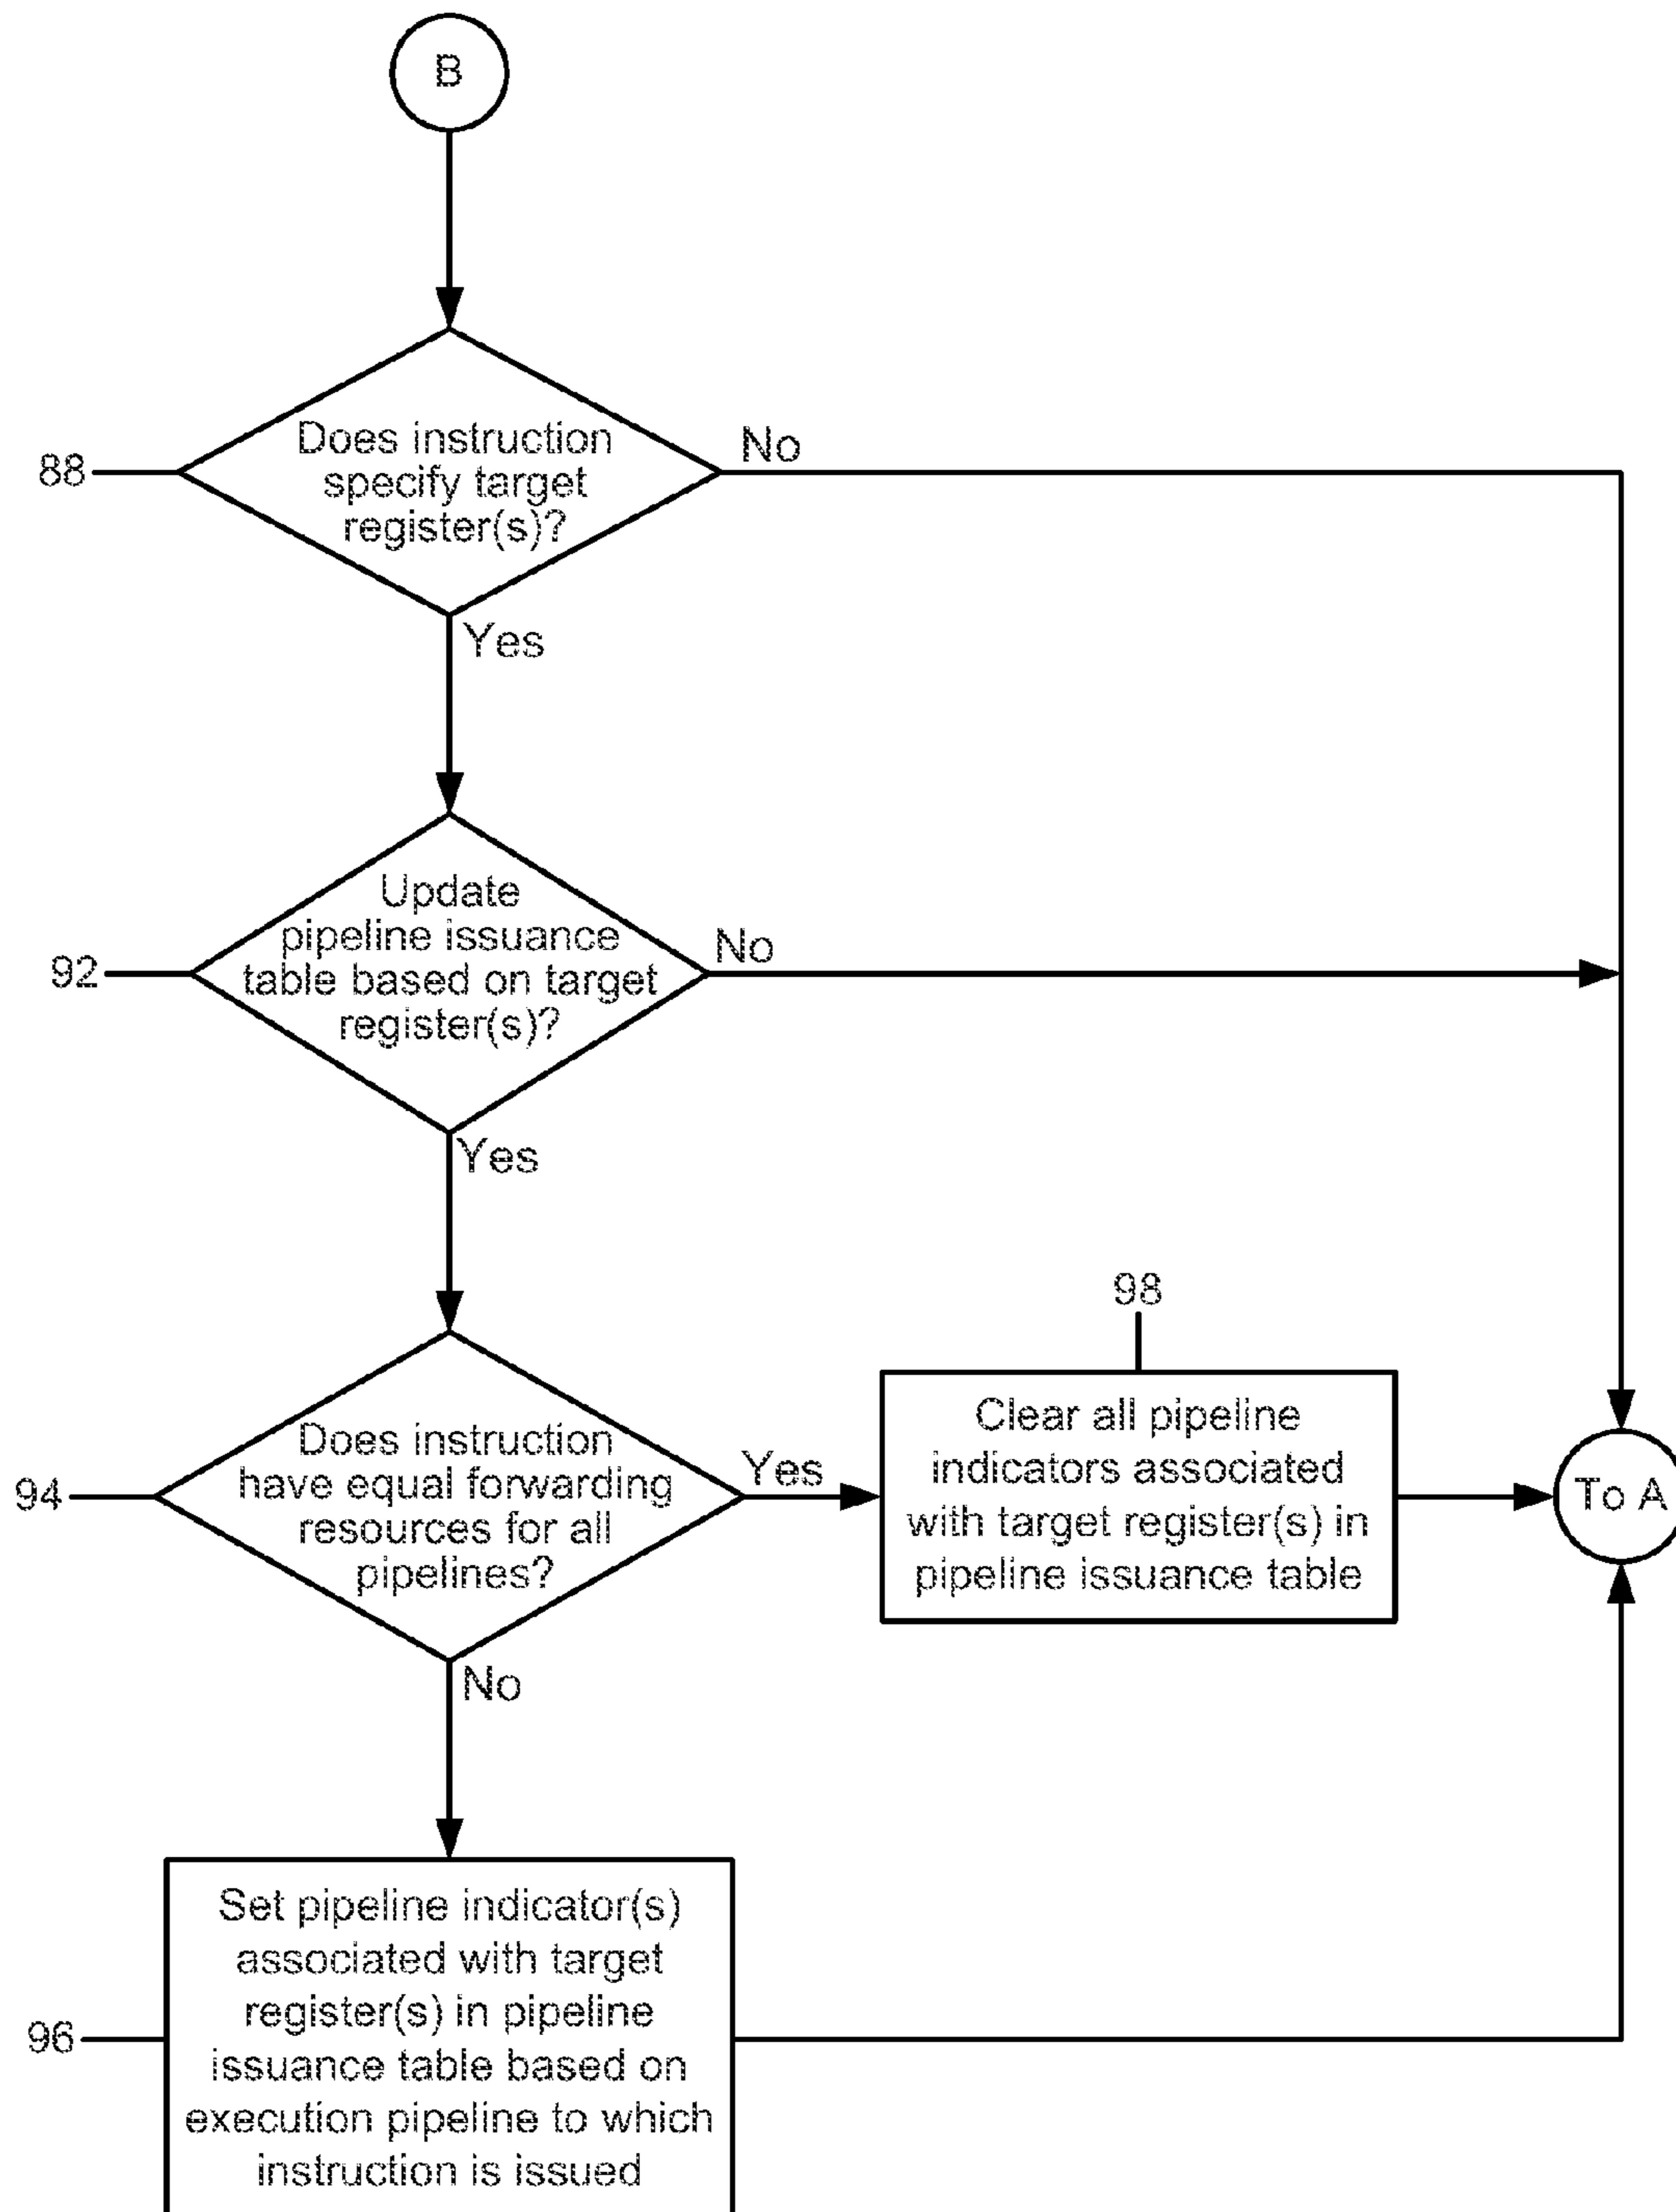 B
Does instruction
specify target
register(s)?
88
No
Yes
Update
pipeline issuance
table based on target
register(s)?
92
No
Yes
98
Does instruction
have equal forwarding
resources for all
pipelines?
94
Yes
Clear all pipeline
indicators associated
with target register(s) in
pipeline issuance table
To A
No
Set pipeline indicator(s)
associated with target
register(s) in pipeline
issuance table based on
execution pipeline to which
instruction is issued
96